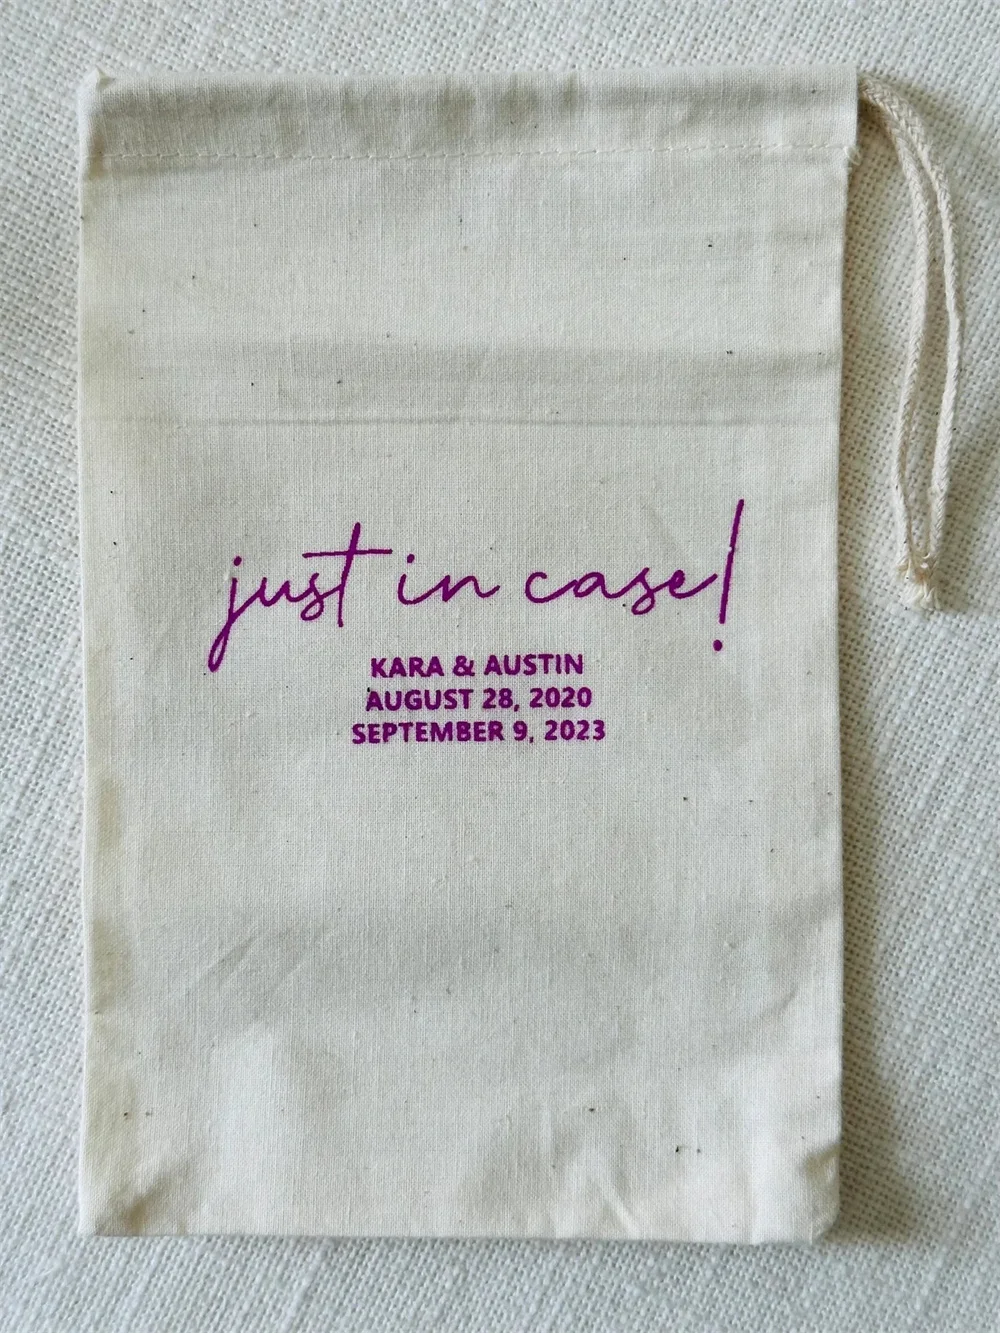 just in case!
KARA & AUSTIN
AUGUST 28, 2020
SEPTEMBER 9, 2023